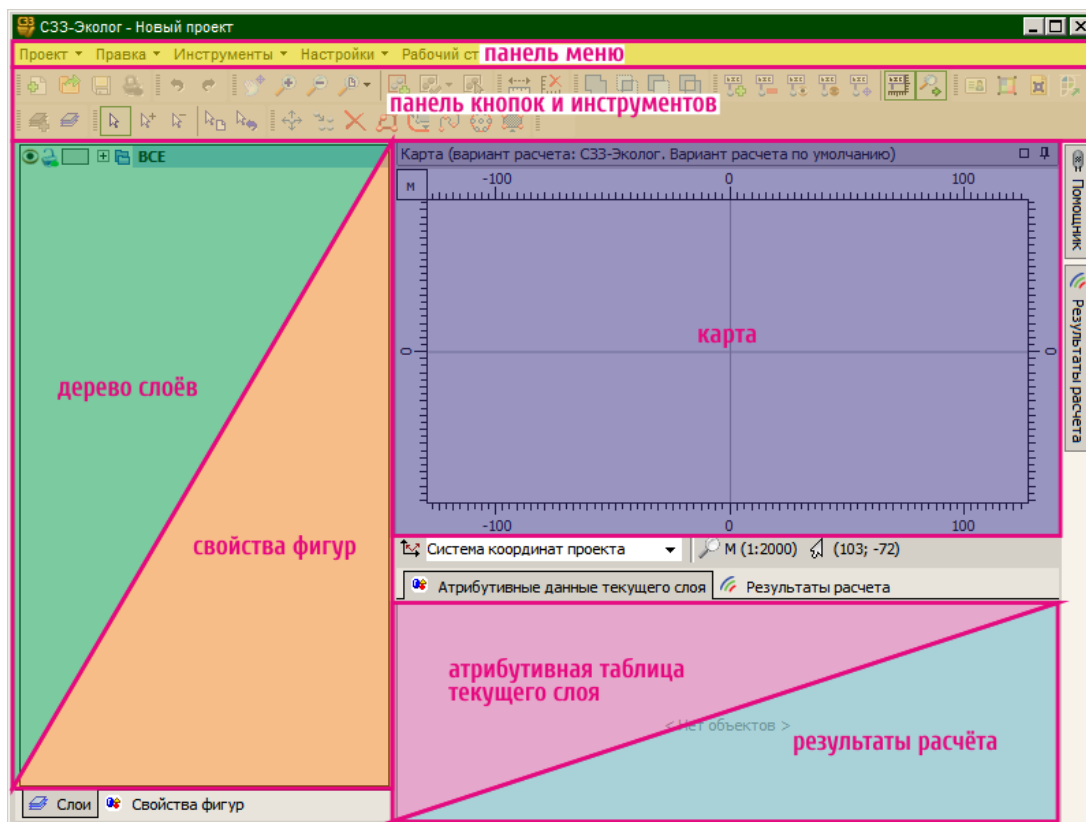 СЗЗ-Эколог - Новый проект
Проект Правка Инструменты Настройки Рабочий ст
панель меню
панель кнопок и инструментов
ВСЕ
Карта (вариант расчета: СЗЗ-Эколог. Вариант расчета по умолчанию)
М
-100 0 100
Помощник
Результаты расчета
0 0
карта
дерево слоёв
свойства фигур
-100 0 100
Система координат проекта М (1:2000) (103; -72)
Атрибутивные данные текущего слоя Результаты расчета
атрибутивная таблица
текущего слоя
< Нет объектов >
результаты расчёта
Слои Свойства фигур